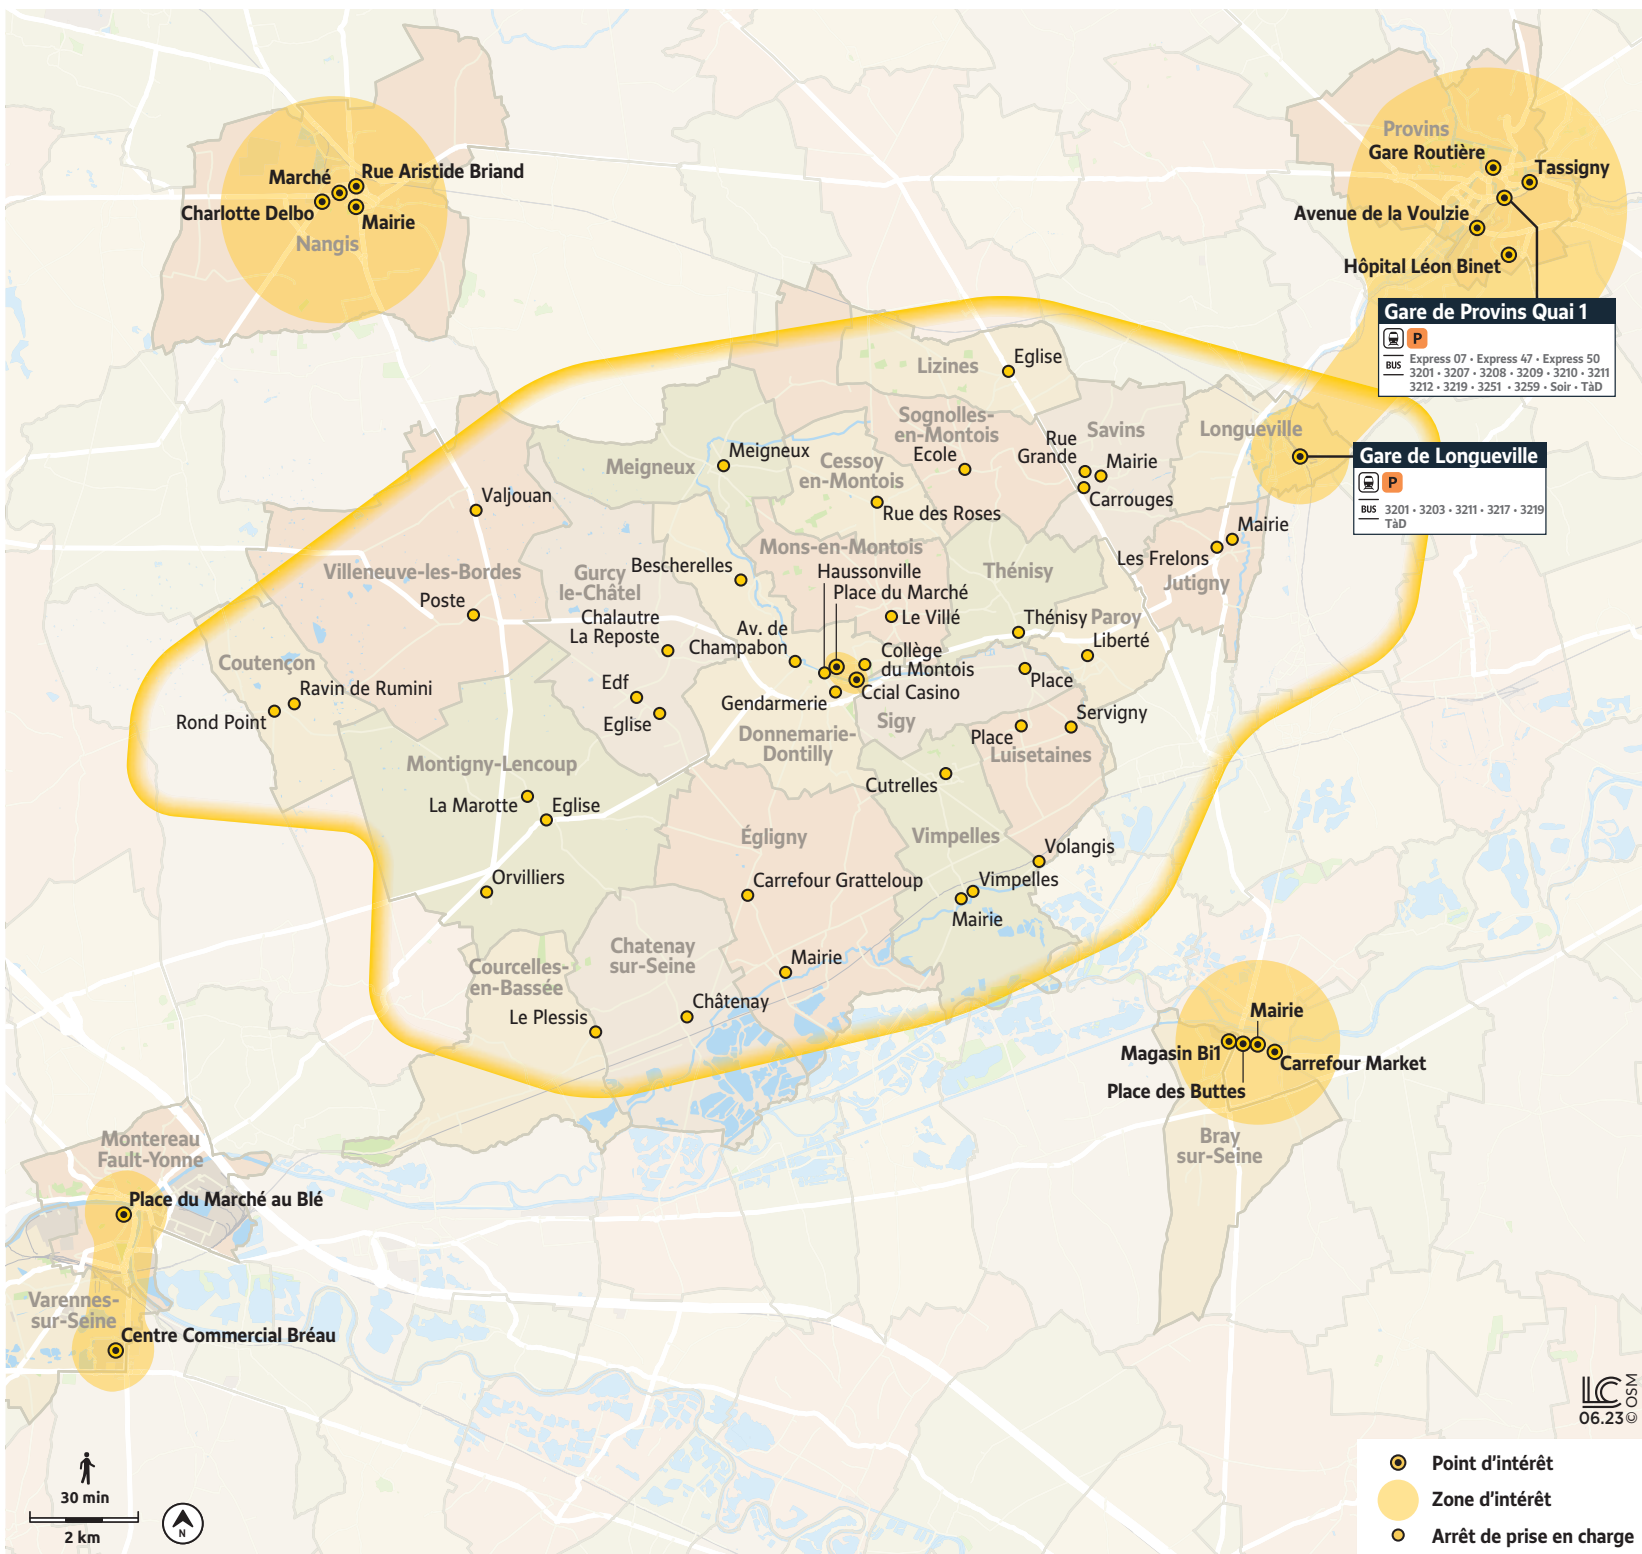 Provins
Gare Routière
Tassigny
Avenue de la Voulzie
Hôpital Léon Binet
Gare de Provins Quai 1
P
BUS
Express 07 • Express 47 • Express 50
3201 • 3207 • 3208 • 3209 • 3210 • 3211
3212 • 3219 • 3251 • 3259 • Soir • TàD
Marché
Rue Aristide Briand
Charlotte Delbo
Mairie
Nangis
Lizines
Eglise
Sognolles-
en-Montois
Ecole
Savins
Rue
Grande
Mairie
Carrouges
Longueville
Gare de Longueville
P
BUS
3201 • 3203 • 3211 • 3217 • 3219
TàD
Meigneux
Meigneux
Cessoy
en-Montois
Rue des Roses
Valjouan
Mairie
Les Frelons
Jutigny
Villeneuve-les-Bordes
Poste
Gurcy
le-Châtel
Chalautre
La Reposte
Edf
Eglise
Bescherelles
Mons-en-Montois
Haussonville
Place du Marché
Le Villé
Thénisy
Thénisy
Paroy
Liberté
Av. de
Champabon
Collège
du Montois
Ccial Casino
Gendarmerie
Donnemarie-
Dontilly
Sigy
Place
Servigny
Place
Luisetaines
Coutençon
Ravin de Rumini
Rond Point
Montigny-Lencoup
La Marotte
Eglise
Orvilliers
Cutrelles
Vimpelles
Volangis
Vimpelles
Mairie
Égligny
Carrefour Gratteloup
Mairie
Chatenay
sur-Seine
Châtenay
Courcelles-
en-Bassée
Le Plessis
Mairie
Magasin Bi1
Carrefour Market
Place des Buttes
Bray
sur-Seine
Montereau
Fault-Yonne
Place du Marché au Blé
Varennes-
sur-Seine
Centre Commercial Bréau
30 min
2 km
N
LC
06.23
© OSM
Point d'intérêt
Zone d'intérêt
Arrêt de prise en charge